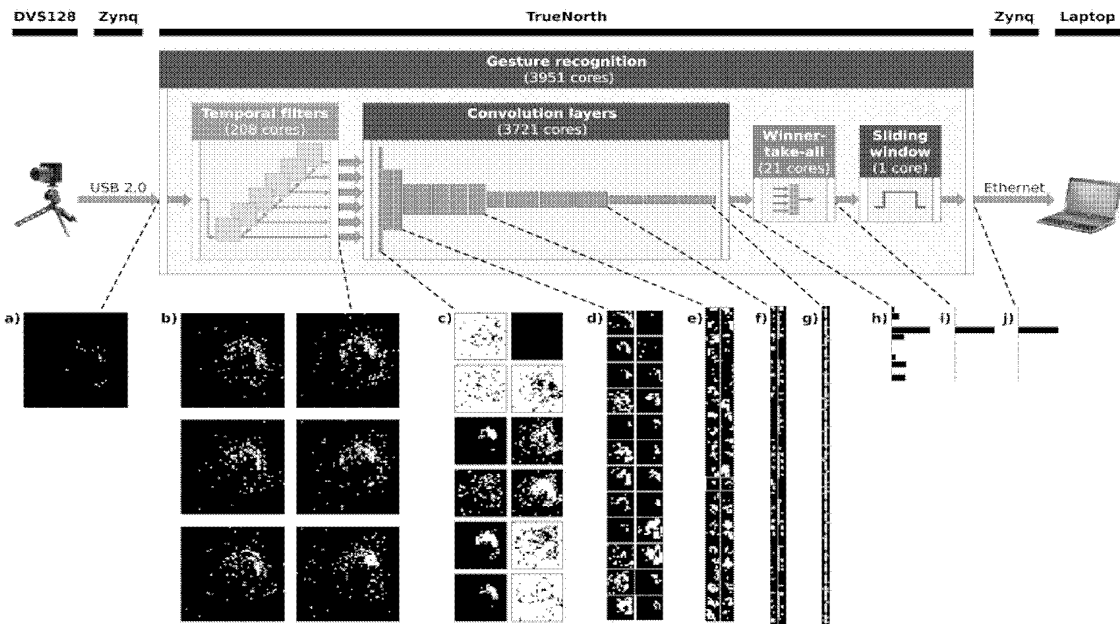 DVS128 Zynq TrueNorth Zynq Laptop
Gesture recognition
(3951 cores)
Temporal filters
(208 cores)
Convolution layers
(3721 cores)
Winner-
take-all
(21 cores)
Sliding
window
(1 core)
USB 2.0
Ethernet
a) b) c) d) e) f) g) h) i) j)